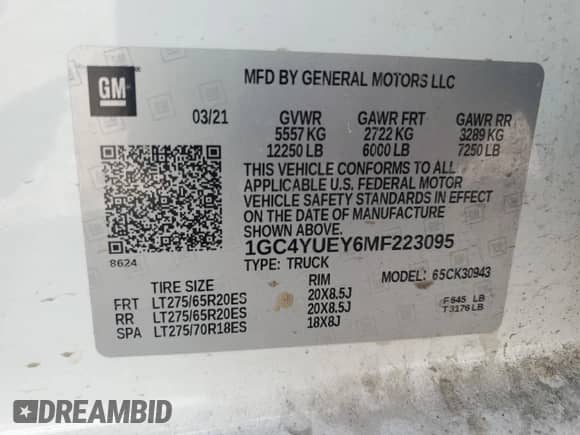 GM
MFD BY GENERAL MOTORS LLC
03/21 GVWR GAWR FRT GAWR RR
5557 KG 2722 KG 3289 KG
12250 LB 6000 LB 7250 LB
THIS VEHICLE CONFORMS TO ALL
APPLICABLE U.S. FEDERAL MOTOR
VEHICLE SAFETY STANDARDS IN EFFECT
ON THE DATE OF MANUFACTURE
SHOWN ABOVE.
8624
1GC4YUEY6MF223095
TYPE: TRUCK MODEL: 65CK30943
TIRE SIZE RIM
FRT LT275/65R20ES 20X8.5J F 645 LB
RR LT275/65R20ES 20X8.5J T3176 LB
SPA LT275/70R18ES 18X8J
DREAMBID